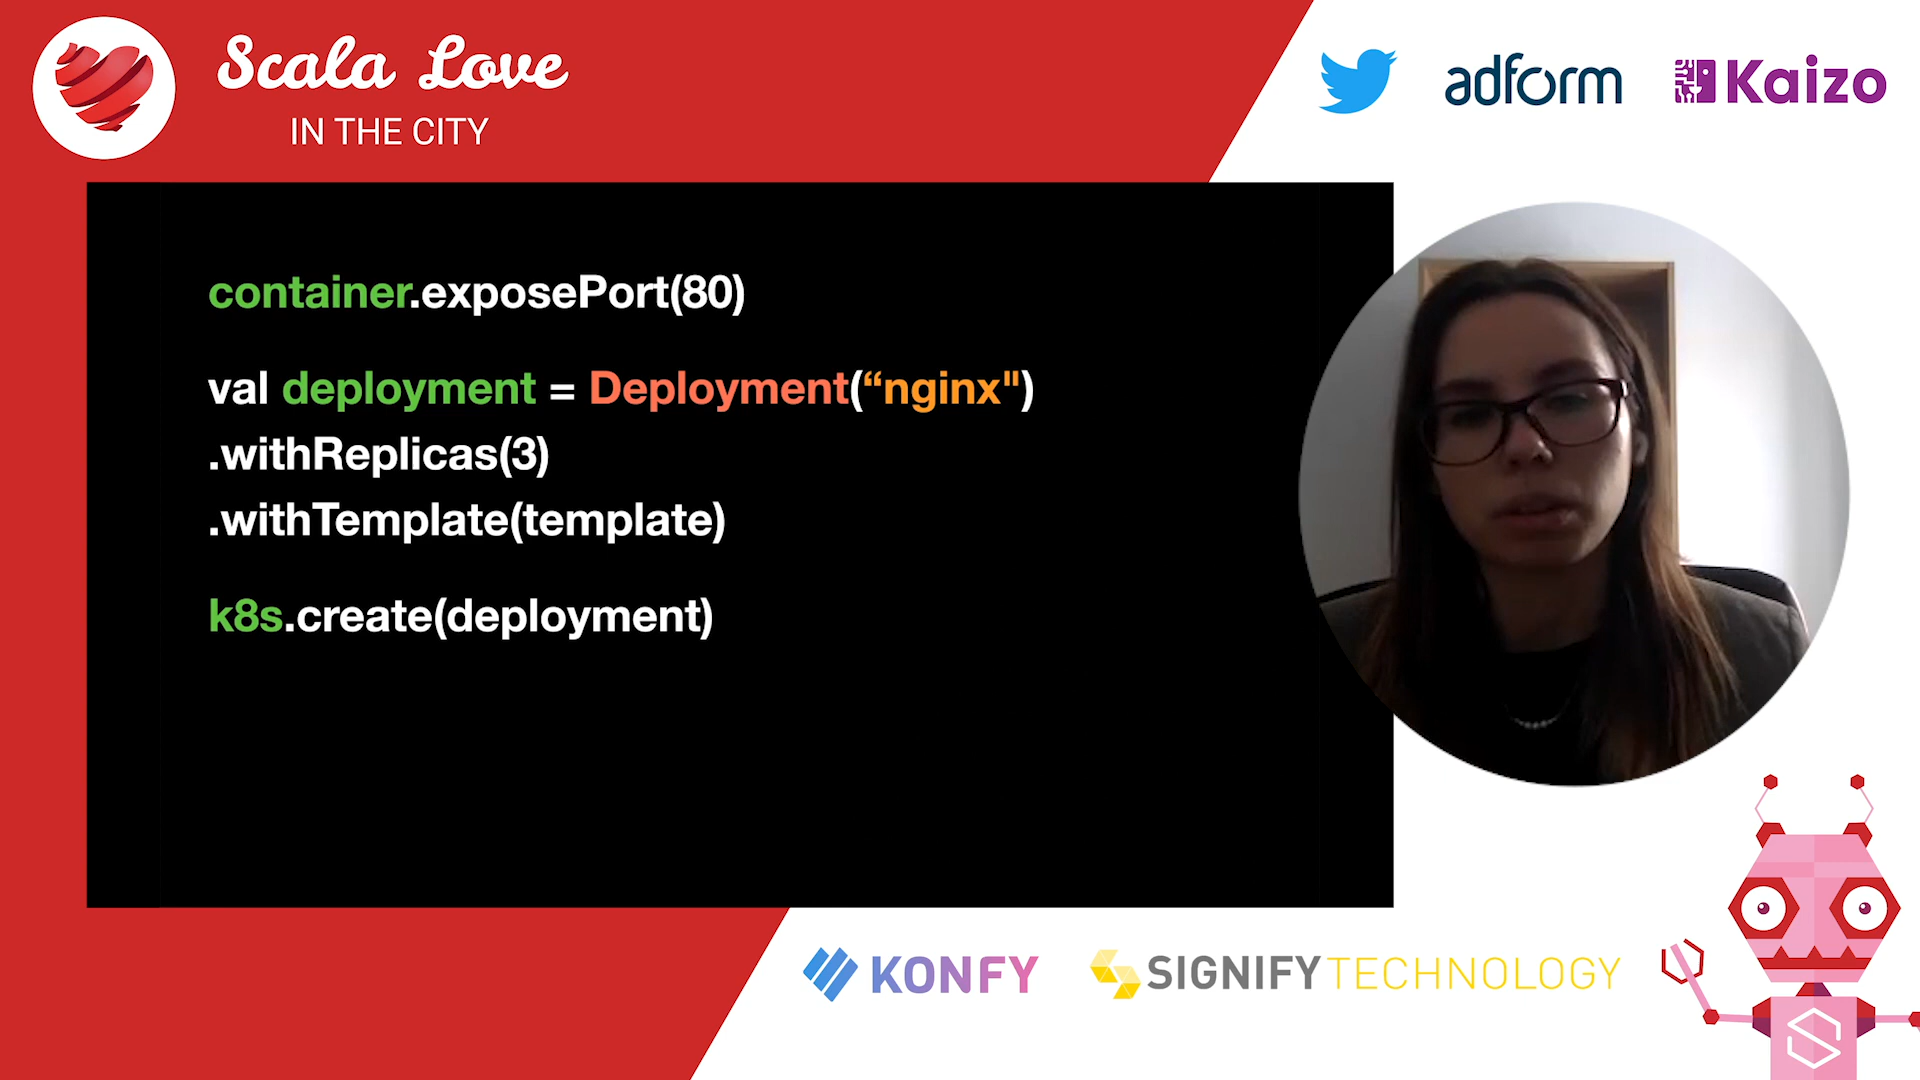 Scala Love
IN THE CITY
adform
Kaizo
container.exposePort(80)
val deployment = Deployment(“nginx")
.withReplicas(3)
.withTemplate(template)
k8s.create(deployment)
KONFY
SIGNIFY TECHNOLOGY